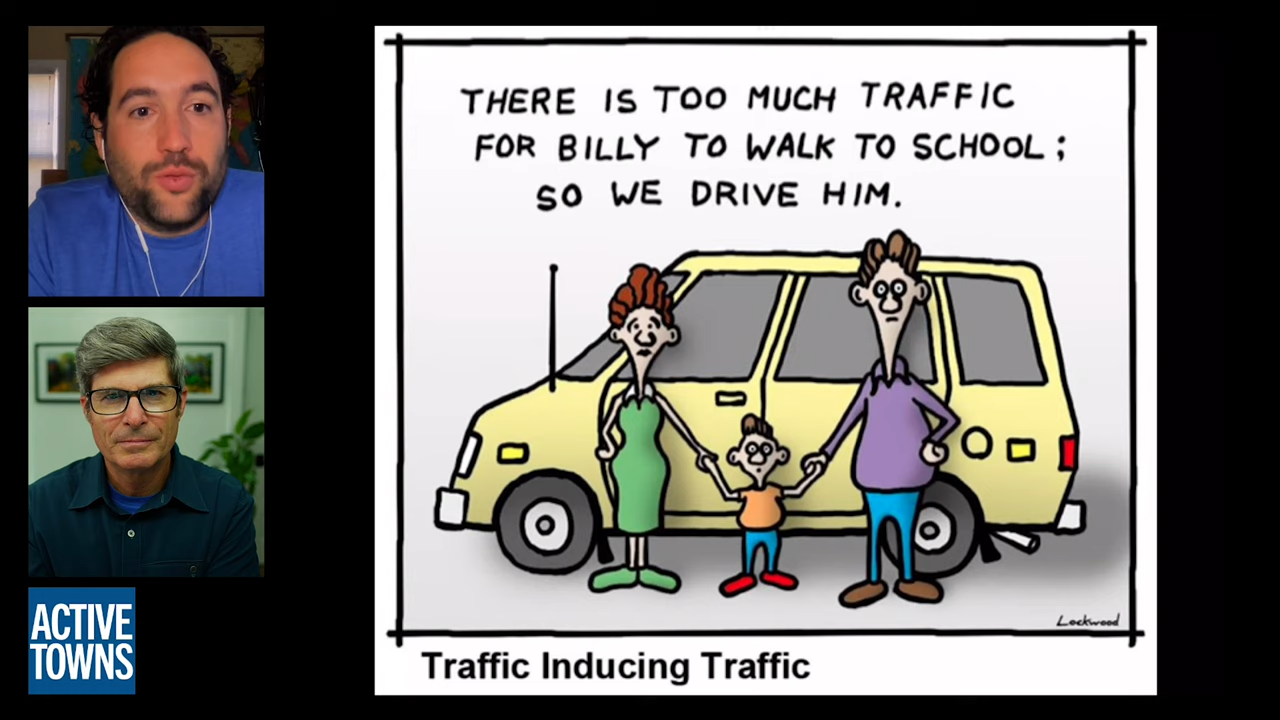 THERE IS TOO MUCH TRAFFIC
FOR BILLY TO WALK TO SCHOOL;
SO WE DRIVE HIM.
Lockwood
Traffic Inducing Traffic
ACTIVE
TOWNS